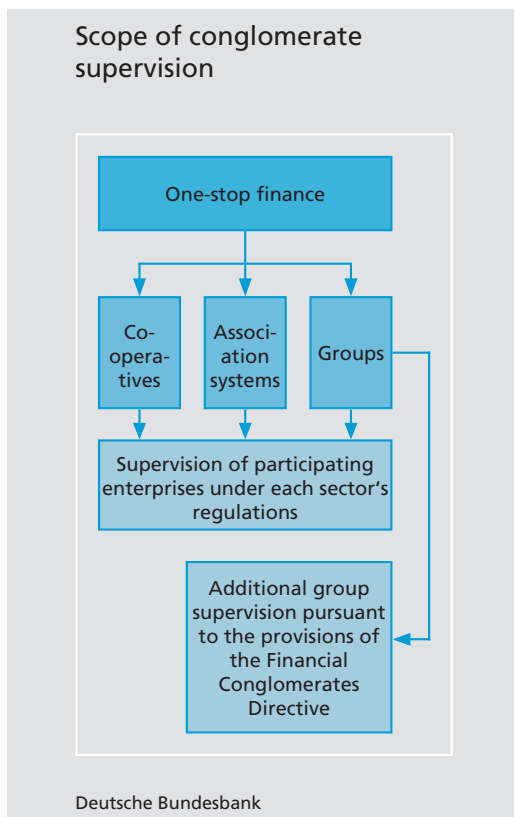 Scope of conglomerate
supervision
One-stop finance
Co-
opera-
tives
Associ-
ation
systems
Groups
Supervision of participating
enterprises under each sector‘s
regulations
Additional group
supervision pursuant
to the provisions of
the Financial
Conglomerates
Directive
Deutsche Bundesbank